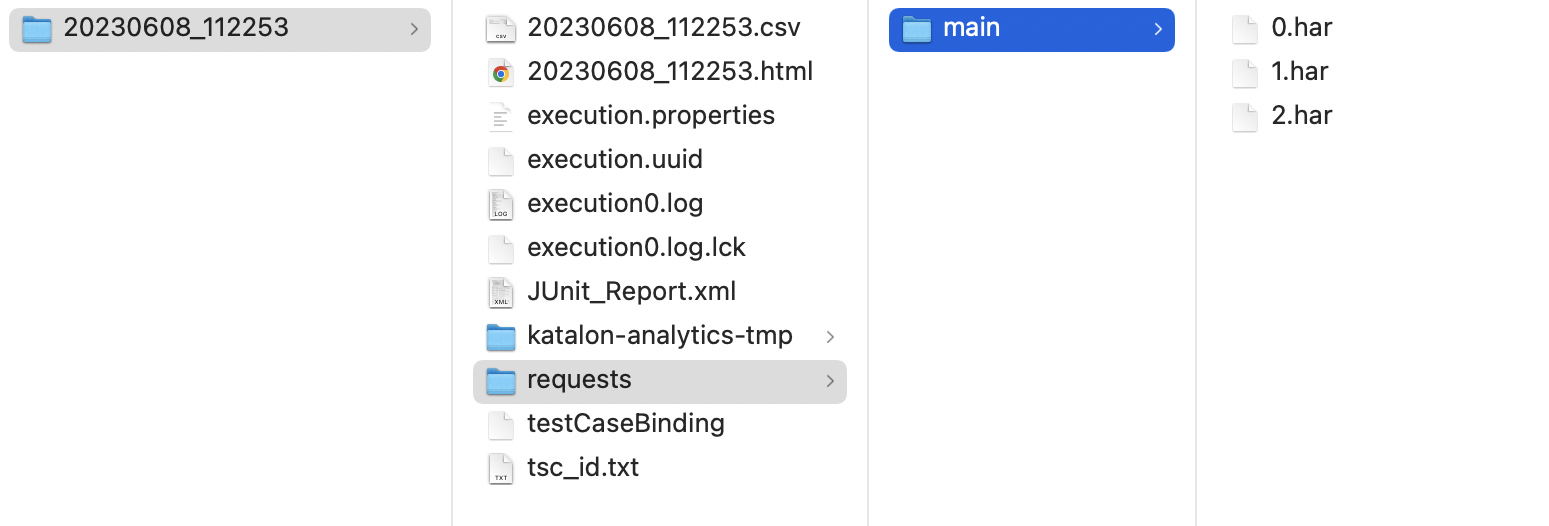 20230608_112253
20230608_112253.csv
20230608_112253.html
execution.properties
execution.uuid
execution0.log
execution0.log.lck
JUnit_Report.xml
katalon-analytics-tmp
requests
testCaseBinding
tsc_id.txt
main
0.har
1.har
2.har
CSV
LOG
XML
TXT